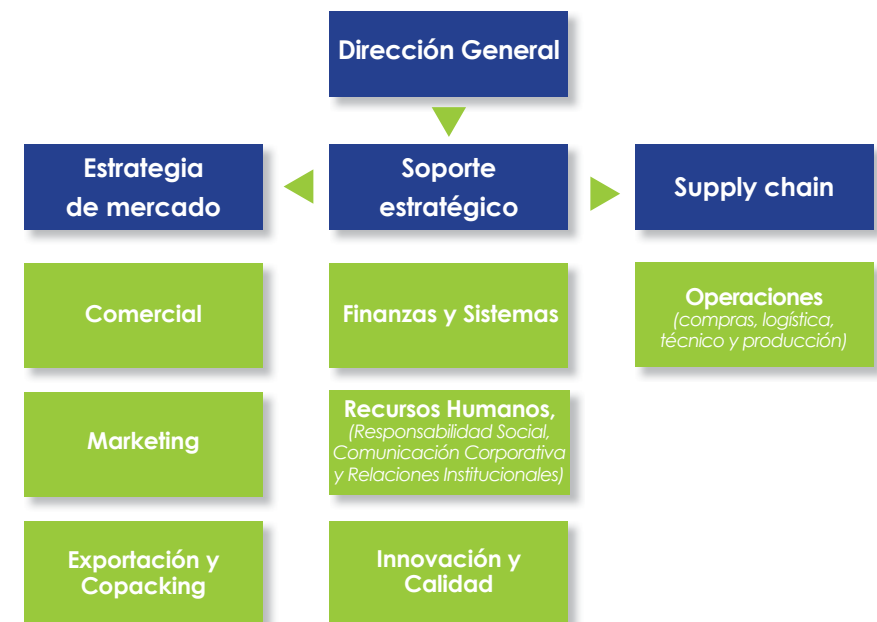 Dirección General
Estrategia
de mercado
Soporte
estratégico
Supply chain
Comercial
Finanzas y Sistemas
Operaciones
(compras, logística,
técnico y producción)
Marketing
Recursos Humanos,
(Responsabilidad Social,
Comunicación Corporativa
y Relaciones Institucionales)
Exportación y
Copacking
Innovación y
Calidad